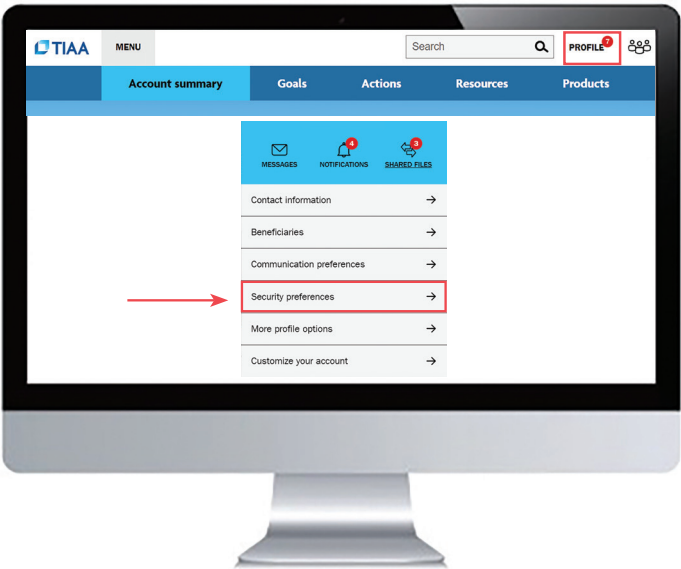 TIAA MENU Search PROFILE 7
Account summary Goals Actions Resources Products
4 3
MESSAGES NOTIFICATIONS SHARED FILES
Contact information
Beneficiaries
Communication preferences
Security preferences
More profile options
Customize your account